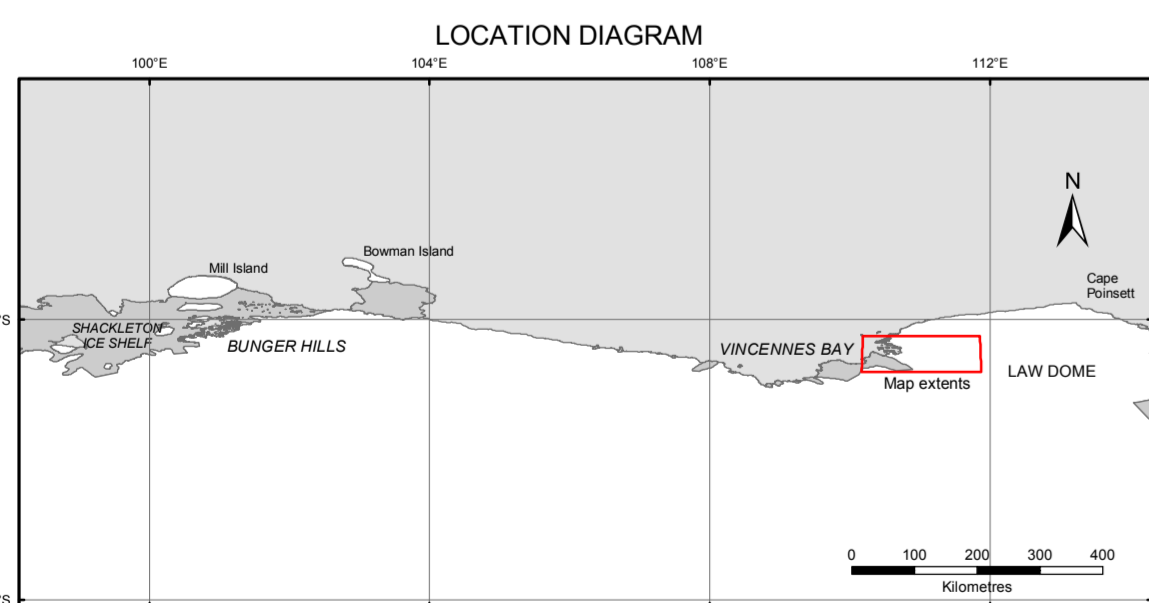 LOCATION DIAGRAM
100°E
104°E
108°E
112°E
N
Bowman Island
Mill Island
Cape
Poinsett
°S
SHACKLETON
ICE SHELF
BUNGER HILLS
VINCENNES BAY
LAW DOME
Map extents
0 100 200 300 400
Kilometres
°S